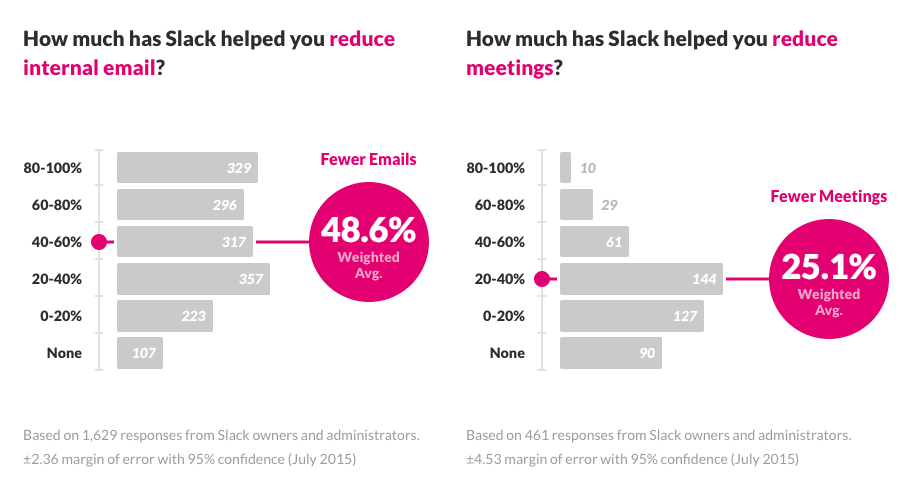 How much has Slack helped you reduce
internal email?
80-100%
329
60-80%
296
40-60%
317
20-40%
357
0-20%
223
None
107
Fewer Emails
48.6%
Weighted
Avg.
Based on 1,629 responses from Slack owners and administrators.
±2.36 margin of error with 95% confidence (July 2015)
How much has Slack helped you reduce
meetings?
80-100%
10
60-80%
29
40-60%
61
20-40%
144
0-20%
127
None
90
Fewer Meetings
25.1%
Weighted
Avg.
Based on 461 responses from Slack owners and administrators.
±4.53 margin of error with 95% confidence (July 2015)